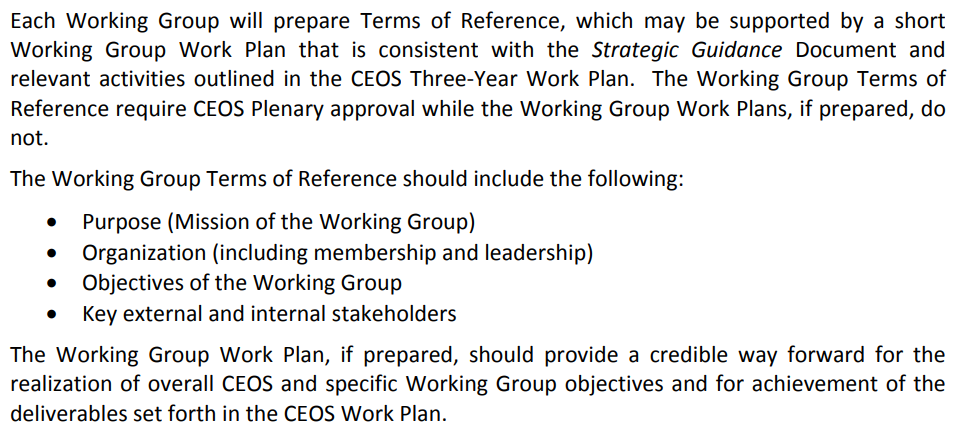 Each Working Group will prepare Terms of Reference, which may be supported by a short
Working Group Work Plan that is consistent with the Strategic Guidance Document and
relevant activities outlined in the CEOS Three-Year Work Plan.  The Working Group Terms of
Reference require CEOS Plenary approval while the Working Group Work Plans, if prepared, do
not.
The Working Group Terms of Reference should include the following:
• Purpose (Mission of the Working Group)
• Organization (including membership and leadership)
• Objectives of the Working Group
• Key external and internal stakeholders
The Working Group Work Plan, if prepared, should provide a credible way forward for the
realization of overall CEOS and specific Working Group objectives and for achievement of the
deliverables set forth in the CEOS Work Plan.